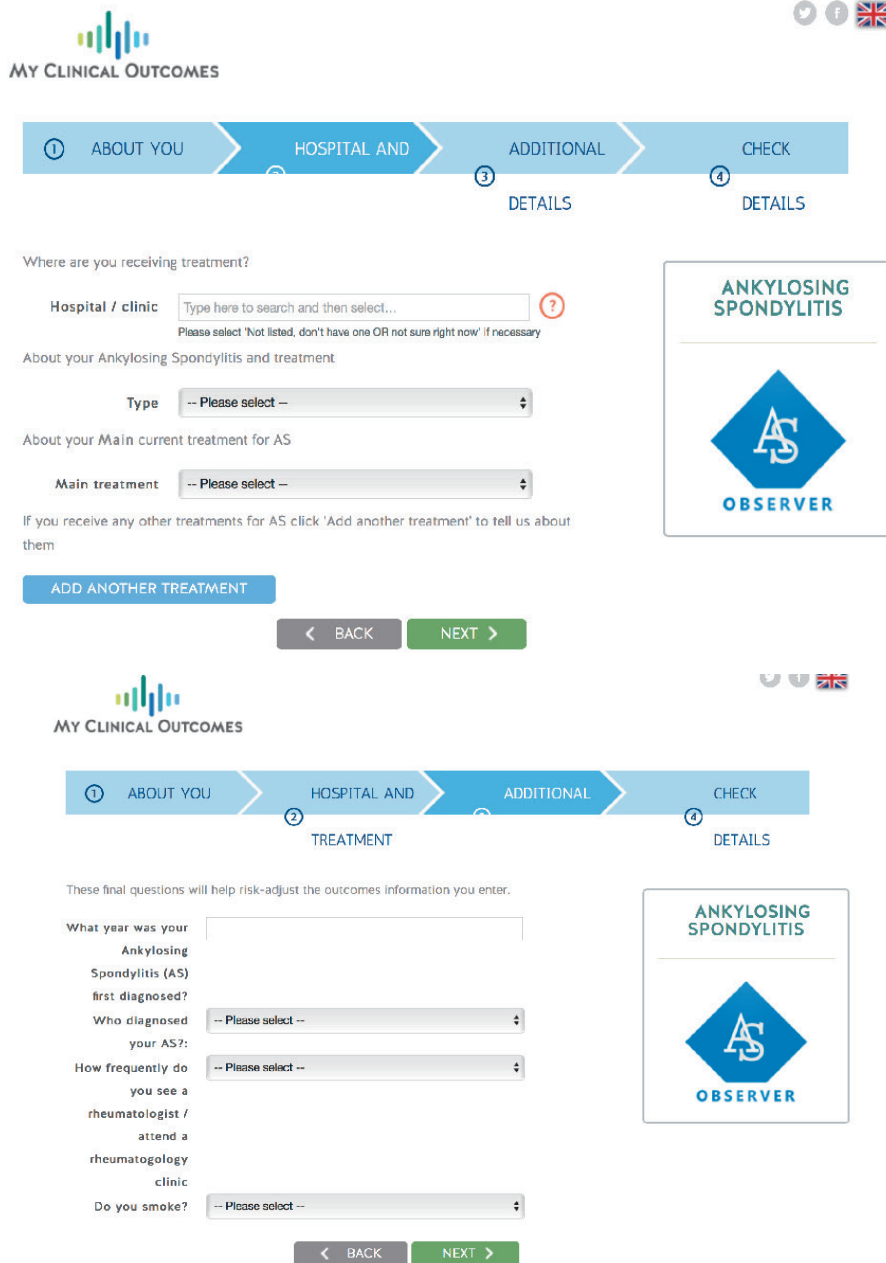 MY CLINICAL OUTCOMES
1 ABOUT YOU
HOSPITAL AND
3 ADDITIONAL
DETAILS
4 CHECK
DETAILS
Where are you receiving treatment?
Hospital / clinic Type here to search and then select... ?
Please select 'Not listed, don't have one OR not sure right now' if necessary
About your Ankylosing Spondylitis and treatment
Type -- Please select --
About your Main current treatment for AS
Main treatment -- Please select --
If you receive any other treatments for AS click 'Add another treatment' to tell us about
them
ADD ANOTHER TREATMENT
BACK NEXT
ANKYLOSING
SPONDYLITIS
AS
OBSERVER
MY CLINICAL OUTCOMES
1 ABOUT YOU
2 HOSPITAL AND
TREATMENT
ADDITIONAL
4 CHECK
DETAILS
These final questions will help risk-adjust the outcomes information you enter.
What year was your
Ankylosing
Spondylitis (AS)
first diagnosed?
Who diagnosed -- Please select --
your AS?:
How frequently do -- Please select --
you see a
rheumatologist /
attend a
rheumatogology
clinic
Do you smoke? -- Please select --
BACK NEXT
ANKYLOSING
SPONDYLITIS
AS
OBSERVER